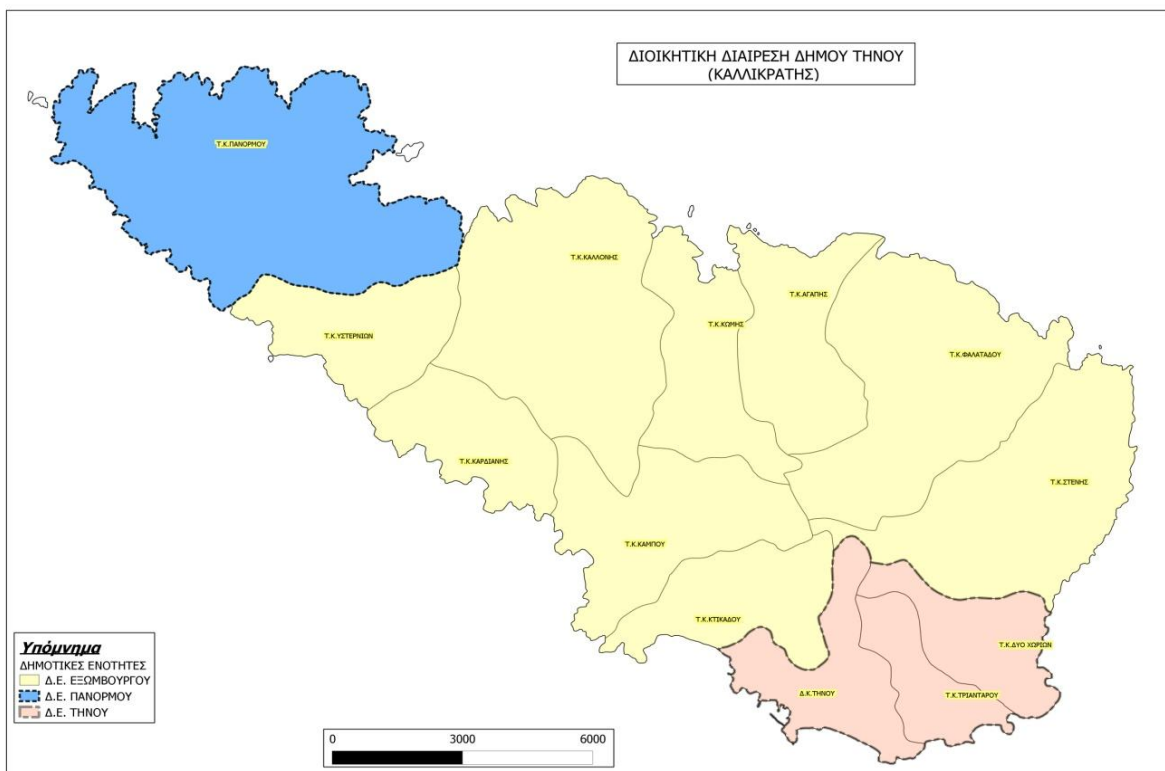 ΔΙΟΙΚΗΤΙΚΗ ΔΙΑΙΡΕΣΗ ΔΗΜΟΥ ΤΗΝΟΥ
(ΚΑΛΛΙΚΡΑΤΗΣ)
Τ.Κ.ΠΑΝΟΡΜΟΥ
Τ.Κ.ΚΑΛΛΟΝΗΣ
Τ.Κ.ΑΓΑΠΗΣ
Τ.Κ.ΚΩΜΗΣ
Τ.Κ.ΥΣΤΕΡΝΙΩΝ
Τ.Κ.ΦΑΛΑΤΑΔΟΥ
Τ.Κ.ΚΑΡΔΙΑΝΗΣ
Τ.Κ.ΣΤΕΝΗΣ
Τ.Κ.ΚΑΜΠΟΥ
Τ.Κ.ΚΤΙΚΑΔΟΥ
Τ.Κ.ΔΥΟ ΧΩΡΙΩΝ
Δ.Κ.ΤΗΝΟΥ
Τ.Κ.ΤΡΙΑΝΤΑΡΟΥ
Υπόμνημα
ΔΗΜΟΤΙΚΕΣ ΕΝΟΤΗΤΕΣ
Δ.Ε. ΕΞΩΜΒΟΥΡΓΟΥ
Δ.Ε. ΠΑΝΟΡΜΟΥ
Δ.Ε. ΤΗΝΟΥ
0 3000 6000